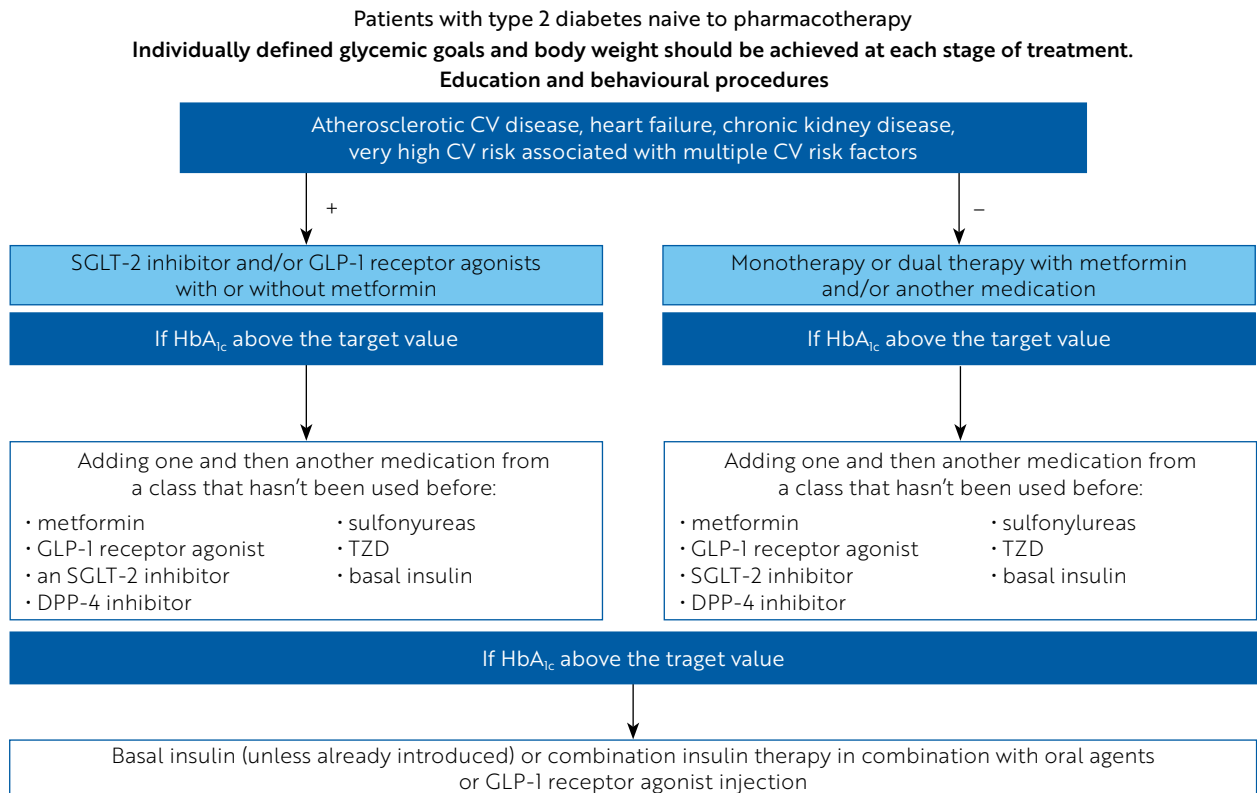 Patients with type 2 diabetes naive to pharmacotherapy
Individually defined glycemic goals and body weight should be achieved at each stage of treatment.
Education and behavioural procedures
Atherosclerotic CV disease, heart failure, chronic kidney disease,
very high CV risk associated with multiple CV risk factors
+
–
SGLT-2 inhibitor and/or GLP-1 receptor agonists
with or without metformin
Monotherapy or dual therapy with metformin
and/or another medication
If HbA1c above the target value
If HbA1c above the target value
Adding one and then another medication from
a class that hasn't been used before:
• metformin
• GLP-1 receptor agonist
• an SGLT-2 inhibitor
• DPP-4 inhibitor
• sulfonyureas
• TZD
• basal insulin
Adding one and then another medication from
a class that hasn't been used before:
• metformin
• GLP-1 receptor agonist
• SGLT-2 inhibitor
• DPP-4 inhibitor
• sulfonylureas
• TZD
• basal insulin
If HbA1c above the traget value
Basal insulin (unless already introduced) or combination insulin therapy in combination with oral agents
or GLP-1 receptor agonist injection